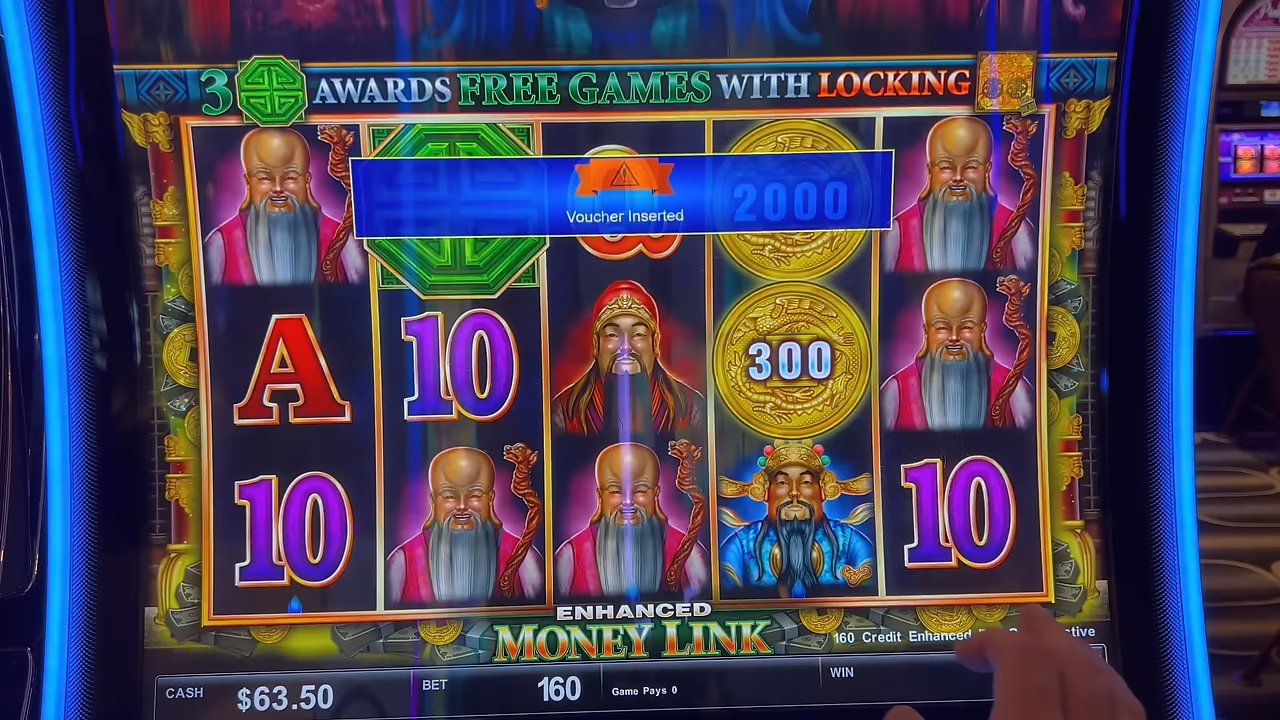 3 AWARDS FREE GAMES WITH LOCKING
Voucher Inserted
2000
A
10
300
10
10
ENHANCED
MONEY LINK
160 Credit Enhanced
CASH
$63.50
BET
160
Game Pays 0
WIN